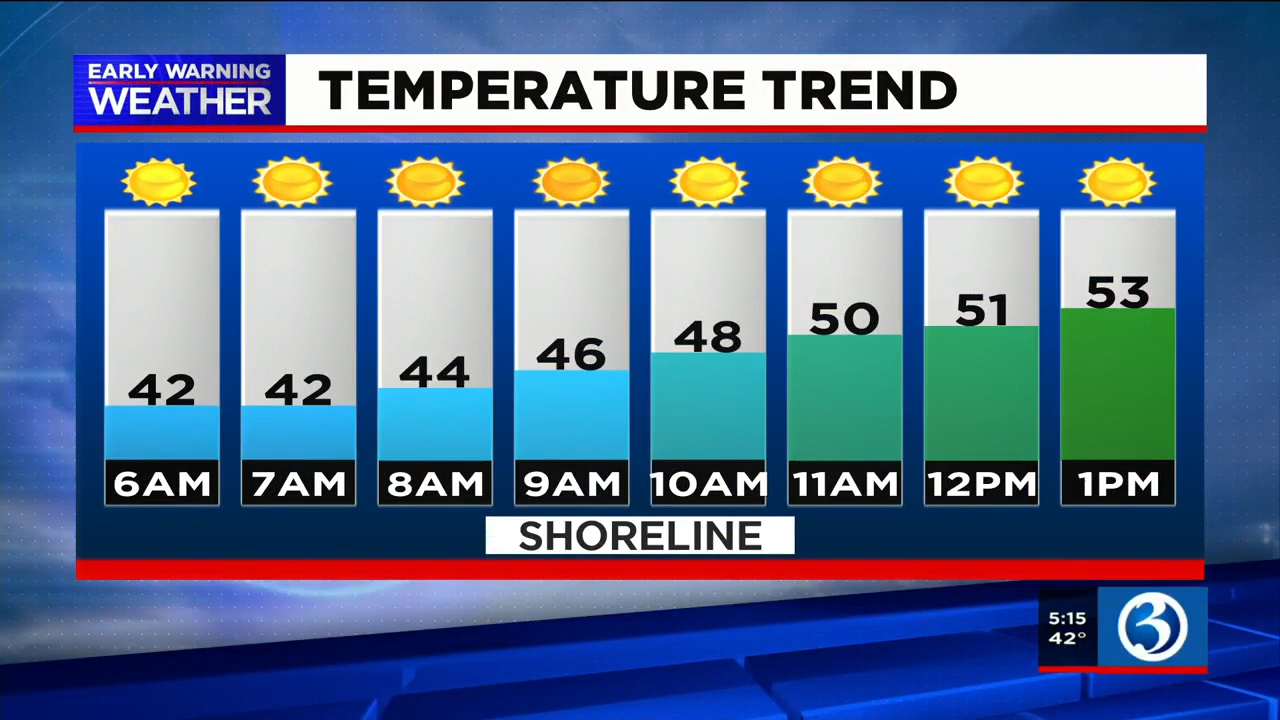 EARLY WARNING
WEATHER
TEMPERATURE TREND
42 42 44 46 48 50 51 53
6AM 7AM 8AM 9AM 10AM 11AM 12PM 1PM
SHORELINE
5:15
42°
3